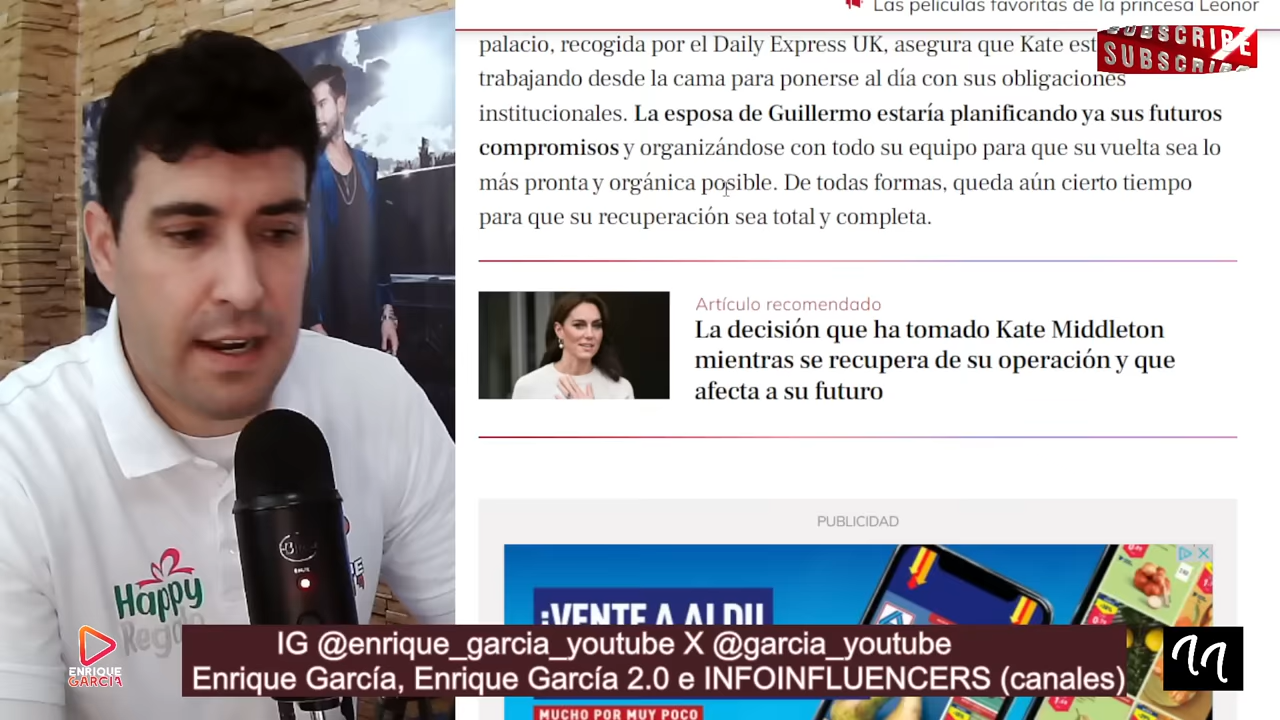 Las películas favoritas de la princesa Leonor
SUBSCRIBE
SUBSCRIBE
palacio, recogida por el Daily Express UK, asegura que Kate est
trabajando desde la cama para ponerse al día con sus obligaciones
institucionales. La esposa de Guillermo estaría planificando ya sus futuros
compromisos y organizándose con todo su equipo para que su vuelta sea lo
más pronta y orgánica posible. De todas formas, queda aún cierto tiempo
para que su recuperación sea total y completa.
Artículo recomendado
La decisión que ha tomado Kate Middleton
mientras se recupera de su operación y que
afecta a su futuro
PUBLICIDAD
¡VENTE A ALDI!
MUCHO POR MUY POCO
Happy
Regalo
IG @enrique_garcia_youtube X @garcia_youtube
Enrique García, Enrique García 2.0 e INFOINFLUENCERS (canales)
ENRIQUE
GARCÍA